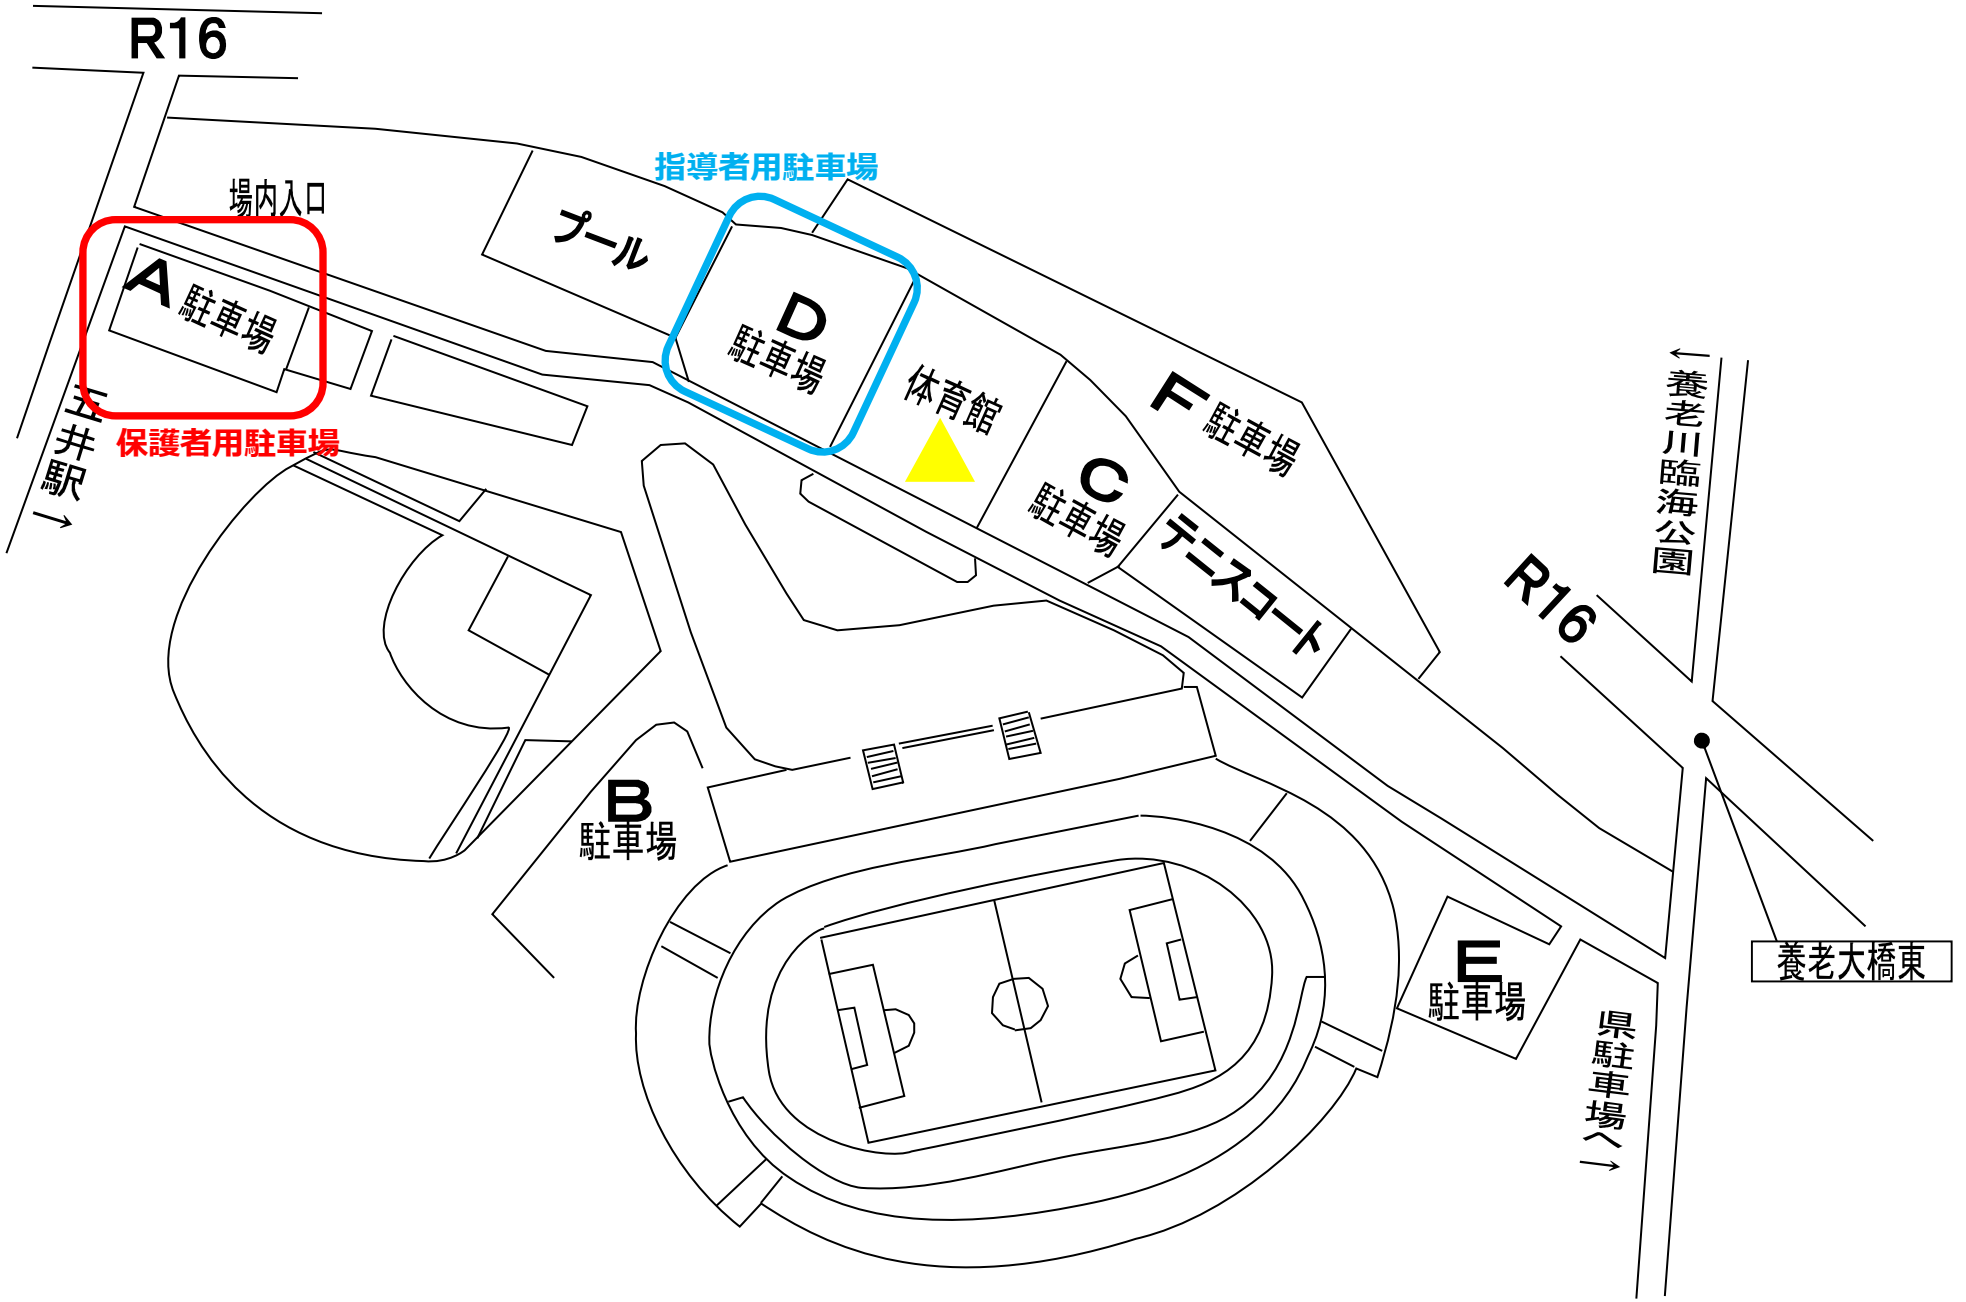 R16
場内入口
A
駐車場
保護者用駐車場
五井駅→
プール
指導者用駐車場
D
駐車場
体育館
F
駐車場
C
駐車場
テニスコート
B
駐車場
←養老川臨海公園
R16
養老大橋東
E
駐車場
県駐車場へ→